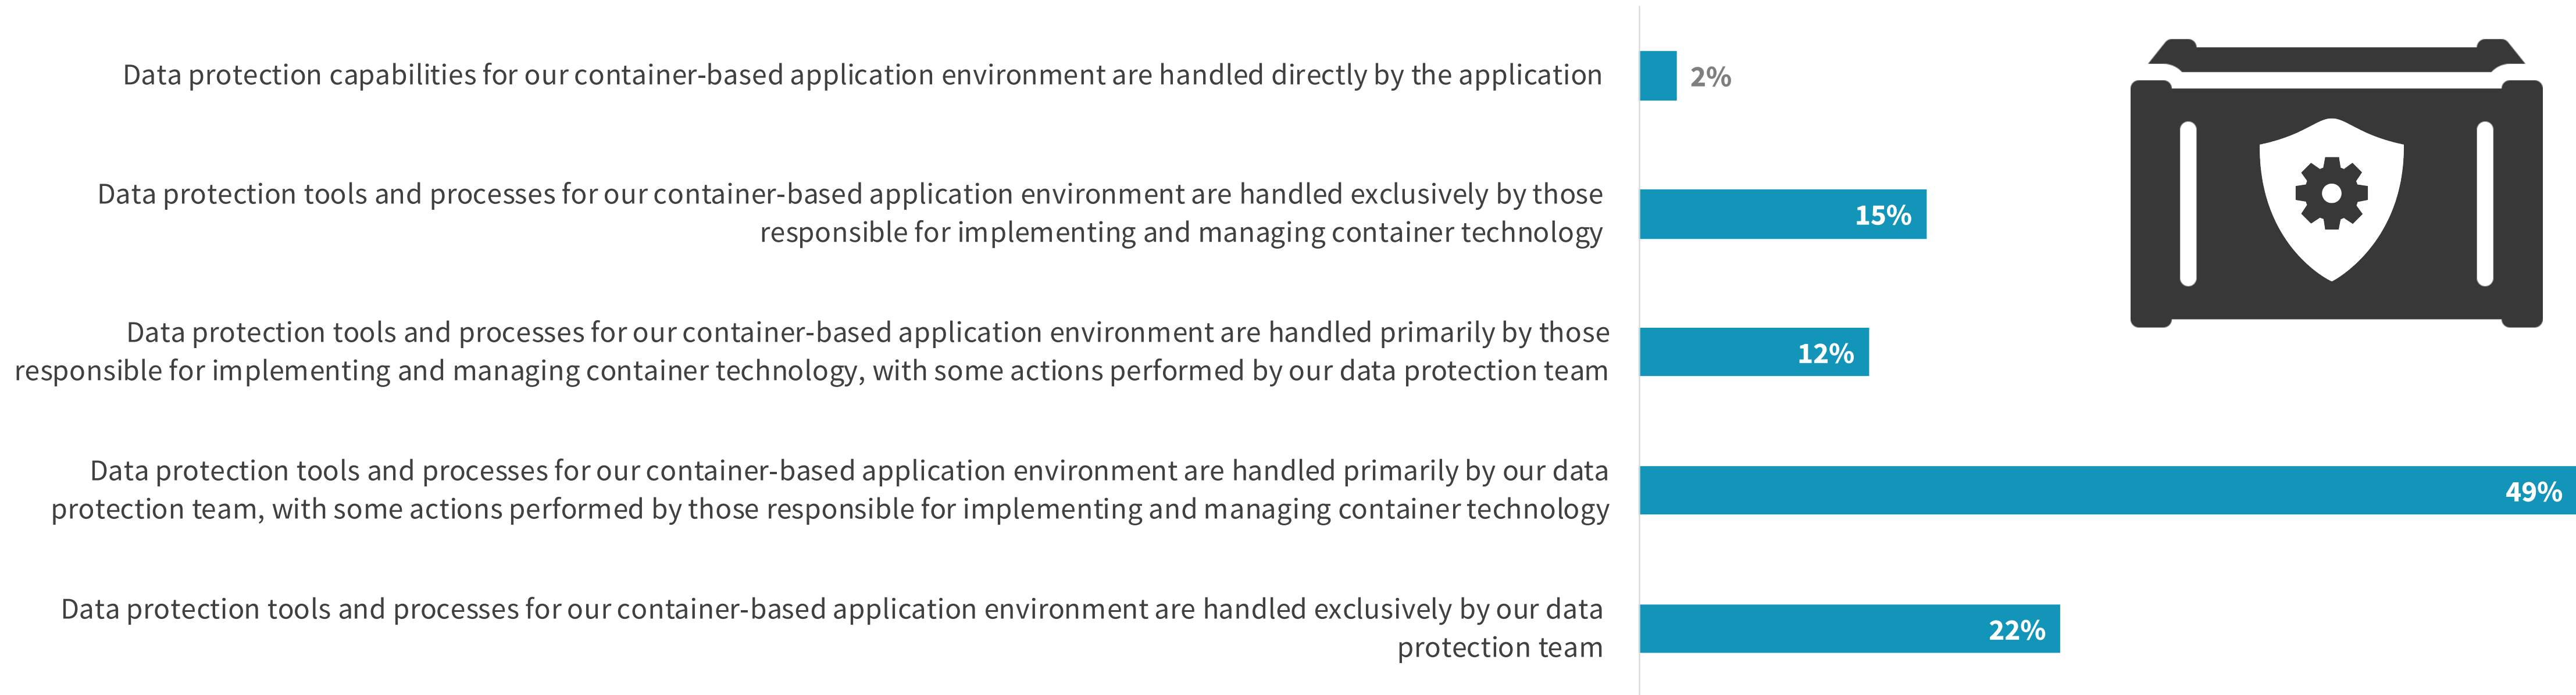 Data protection capabilities for our container-based application environment are handled directly by the application
2%
Data protection tools and processes for our container-based application environment are handled exclusively by those
responsible for implementing and managing container technology
15%
Data protection tools and processes for our container-based application environment are handled primarily by those
responsible for implementing and managing container technology, with some actions performed by our data protection team
12%
Data protection tools and processes for our container-based application environment are handled primarily by our data
protection team, with some actions performed by those responsible for implementing and managing container technology
49%
Data protection tools and processes for our container-based application environment are handled exclusively by our data
protection team
22%